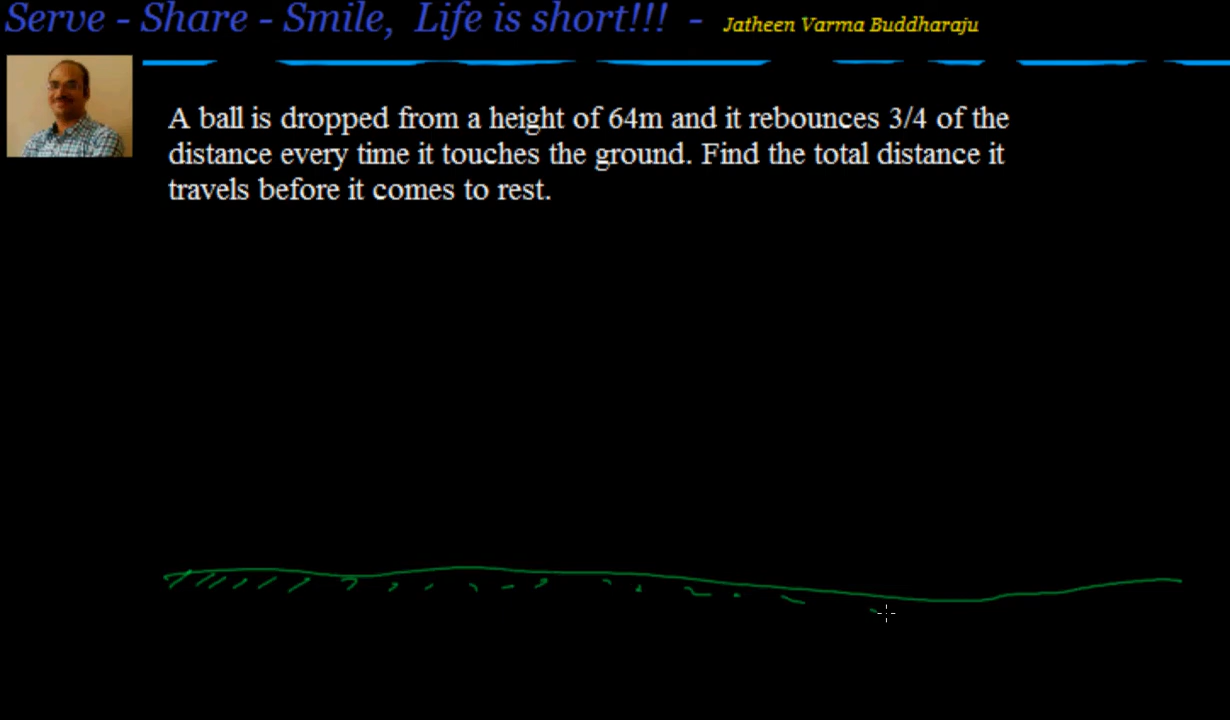 Serve - Share - Smile, Life is short!!! - Jatheen Varma Buddharaju
A ball is dropped from a height of 64m and it rebounces 3/4 of the
distance every time it touches the ground. Find the total distance it
travels before it comes to rest.